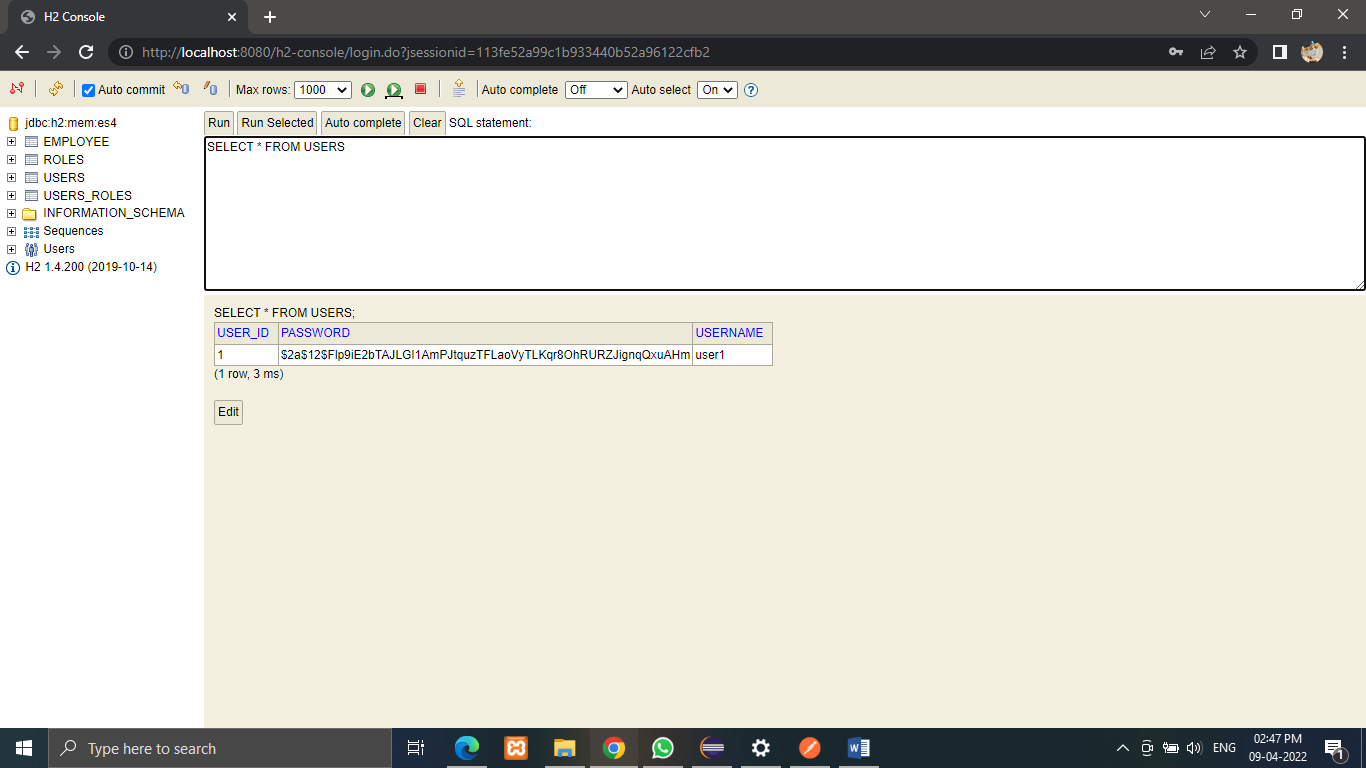 H2 Console
http://localhost:8080/h2-console/login.do?jsessionid=113fe52a99c1b933440b52a96122cfb2
Auto commit Max rows: 1000 Auto complete Off Auto select On
jdbc:h2:mem:es4
EMPLOYEE
ROLES
USERS
USERS_ROLES
INFORMATION_SCHEMA
Sequences
Users
H2 1.4.200 (2019-10-14)
Run Run Selected Auto complete Clear SQL statement:
SELECT * FROM USERS
SELECT * FROM USERS;
USER_ID PASSWORD USERNAME
1 $2a$12$FIp9iE2bTAJLGI1AmPJtquzTFLaoVyTLKqr8OhRURZJignqQxuAHm user1
(1 row, 3 ms)
Edit
Type here to search
ENG
02:47 PM
09-04-2022
1